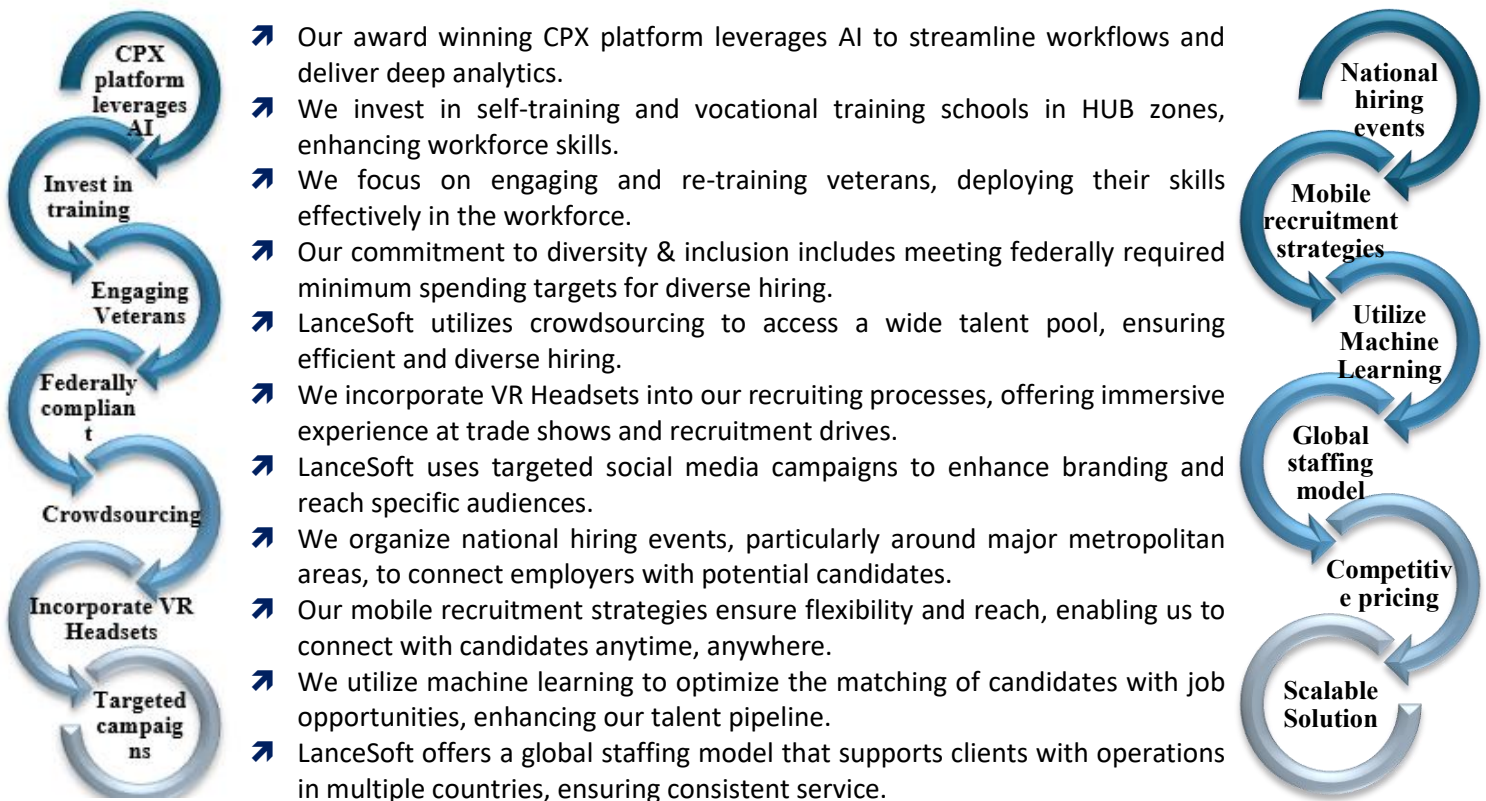 CPX
platform
leverages
AI
Invest in
training
Engaging
Veterans
Federally
complian
t
Crowdsourcing
Incorporate VR
Headsets
Targeted
campaig
ns
Our award winning CPX platform leverages AI to streamline workflows and
deliver deep analytics.
We invest in self-training and vocational training schools in HUB zones,
enhancing workforce skills.
We focus on engaging and re-training veterans, deploying their skills
effectively in the workforce.
Our commitment to diversity & inclusion includes meeting federally required
minimum spending targets for diverse hiring.
LanceSoft utilizes crowdsourcing to access a wide talent pool, ensuring
efficient and diverse hiring.
We incorporate VR Headsets into our recruiting processes, offering immersive
experience at trade shows and recruitment drives.
LanceSoft uses targeted social media campaigns to enhance branding and
reach specific audiences.
We organize national hiring events, particularly around major metropolitan
areas, to connect employers with potential candidates.
Our mobile recruitment strategies ensure flexibility and reach, enabling us to
connect with candidates anytime, anywhere.
We utilize machine learning to optimize the matching of candidates with job
opportunities, enhancing our talent pipeline.
LanceSoft offers a global staffing model that supports clients with operations
in multiple countries, ensuring consistent service.
National
hiring
events
Mobile
recruitment
strategies
Utilize
Machine
Learning
Global
staffing
model
Competitiv
e pricing
Scalable
Solution